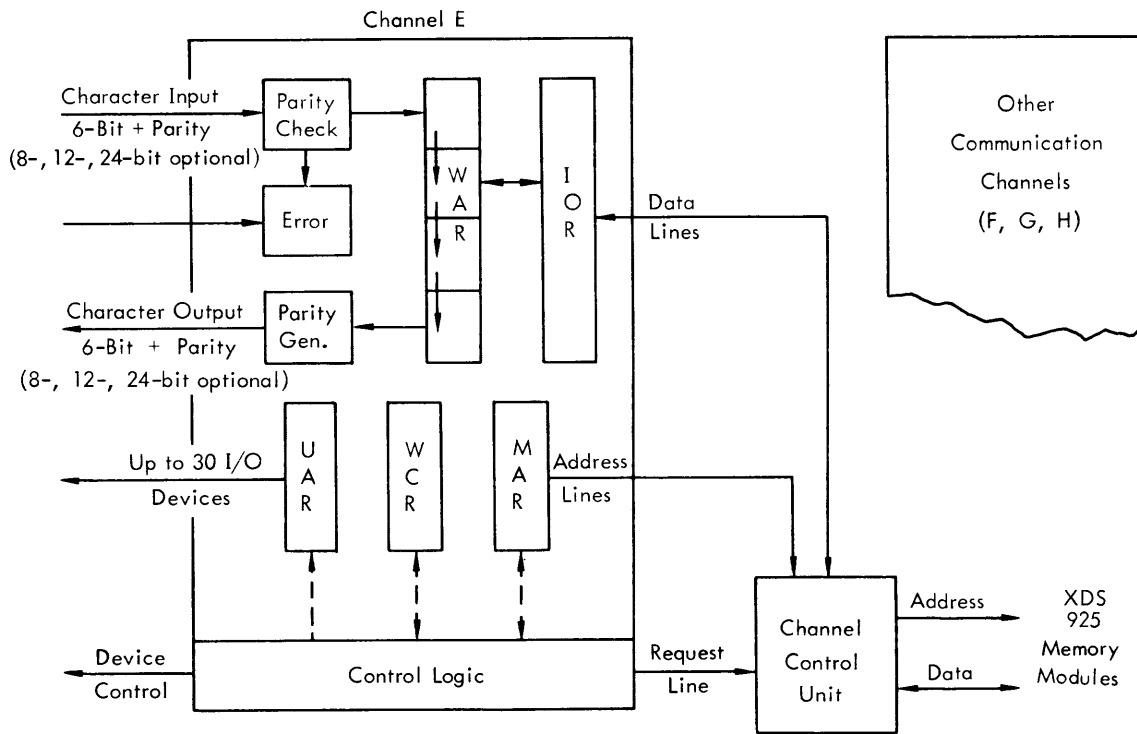 Channel E
Character Input
6-Bit + Parity
(8-, 12-, 24-bit optional)
Parity
Check
Error
Character Output
6-Bit + Parity
(8-, 12-, 24-bit optional)
Parity
Gen.
W
A
R
I
O
R
Data
Lines
Other
Communication
Channels
(F, G, H)
Up to 30 I/O
Devices
U
A
R
W
C
R
M
A
R
Address
Lines
Device
Control
Control Logic
Request
Line
Channel
Control
Unit
Address
Data
XDS
925
Memory
Modules